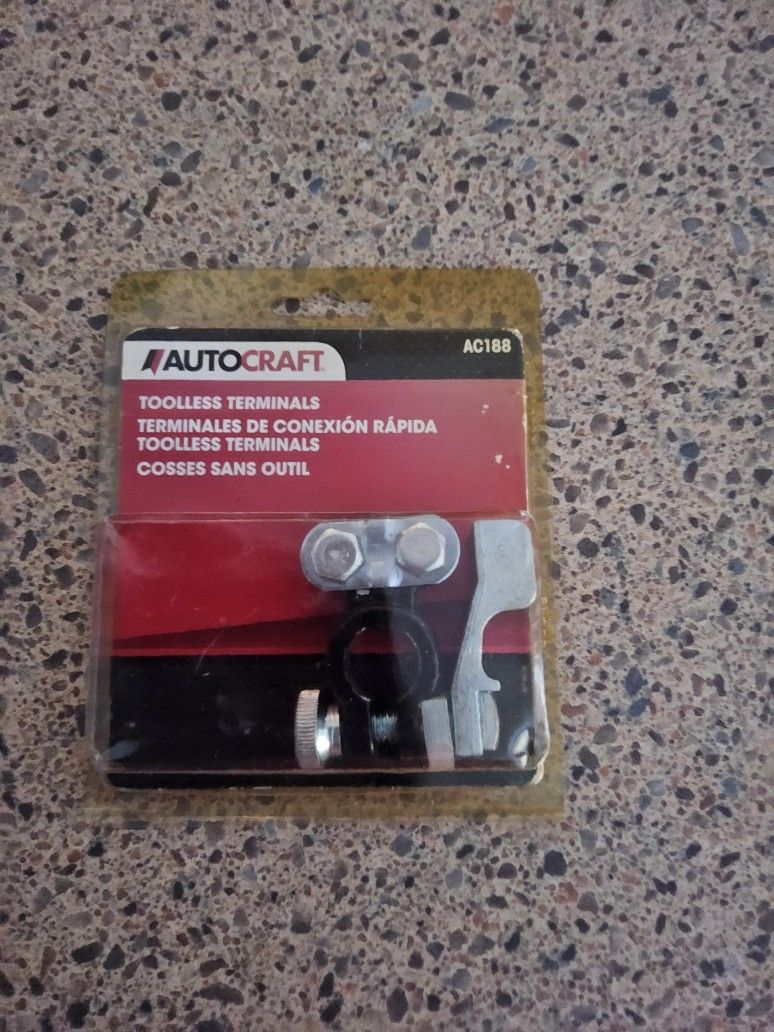 AUTOCRAFT
AC188
TOOLLESS TERMINALS
TERMINALES DE CONEXIÓN RÁPIDA
TOOLLESS TERMINALS
COSSES SANS OUTIL